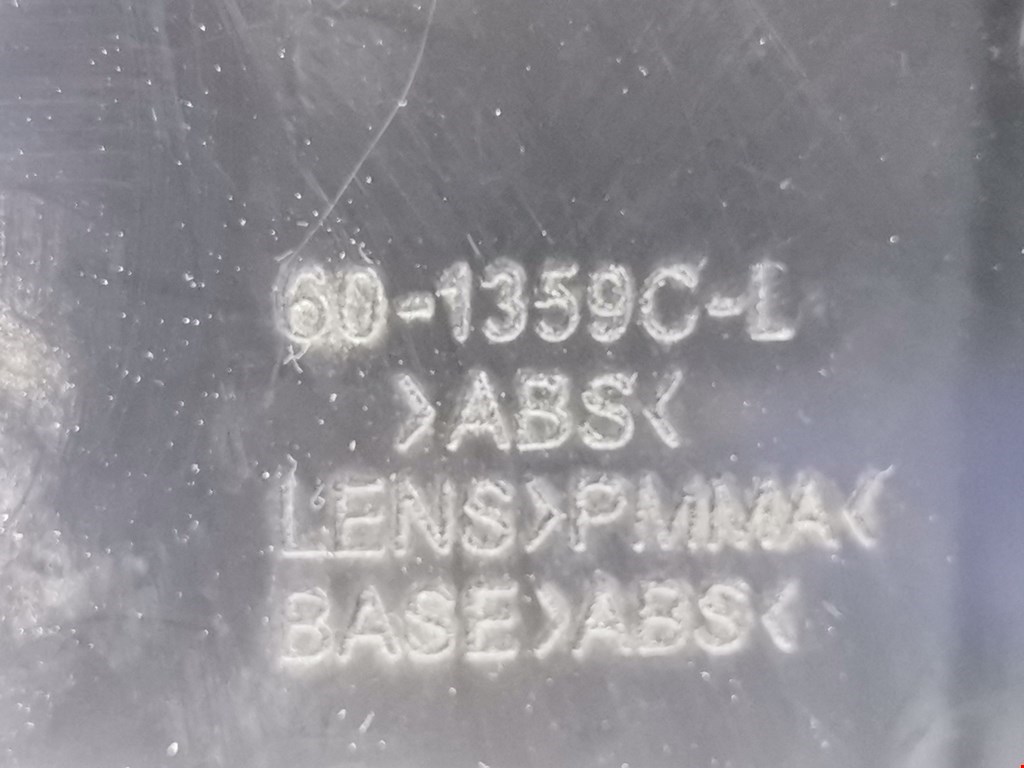 60-1359C-L
>ABS<
LENS>PMMA<
BASE>ABS<